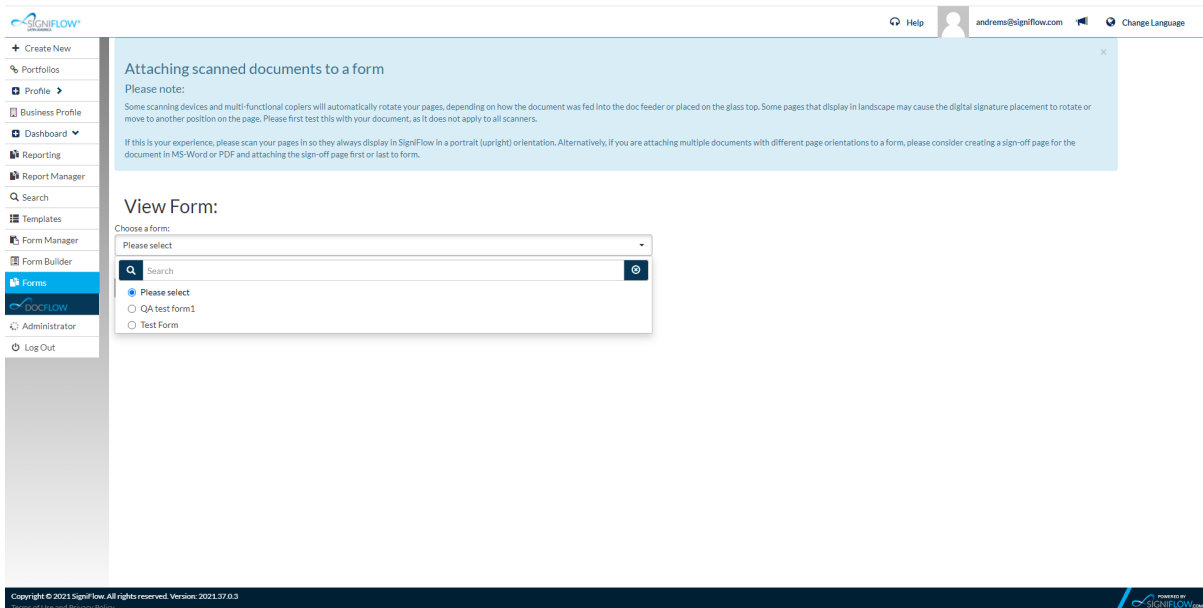 SIGNIFLOW®
LATIN AMERICA
Help
andrems@signiflow.com
Change Language
Create New
Portfolios
Profile
Business Profile
Dashboard
Reporting
Report Manager
Search
Templates
Form Manager
Form Builder
Forms
DOCFLOW
Administrator
Log Out
×
Attaching scanned documents to a form
Please note:
Some scanning devices and multi-functional copiers will automatically rotate your pages, depending on how the document was fed into the doc feeder or placed on the glass top. Some pages that display in landscape may cause the digital signature placement to rotate or
move to another position on the page. Please first test this with your document, as it does not apply to all scanners.
If this is your experience, please scan your pages in so they always display in SigniFlow in a portrait (upright) orientation. Alternatively, if you are attaching multiple documents with different page orientations to a form, please consider creating a sign-off page for the
document in MS-Word or PDF and attaching the sign-off page first or last to form.
View Form:
Choose a form:
Please select
Search
Please select
QA test form1
Test Form
Copyright © 2021 SigniFlow. All rights reserved. Version: 2021.37.0.3
Terms of Use and Privacy Policy
POWERED BY
SIGNIFLOW.COM